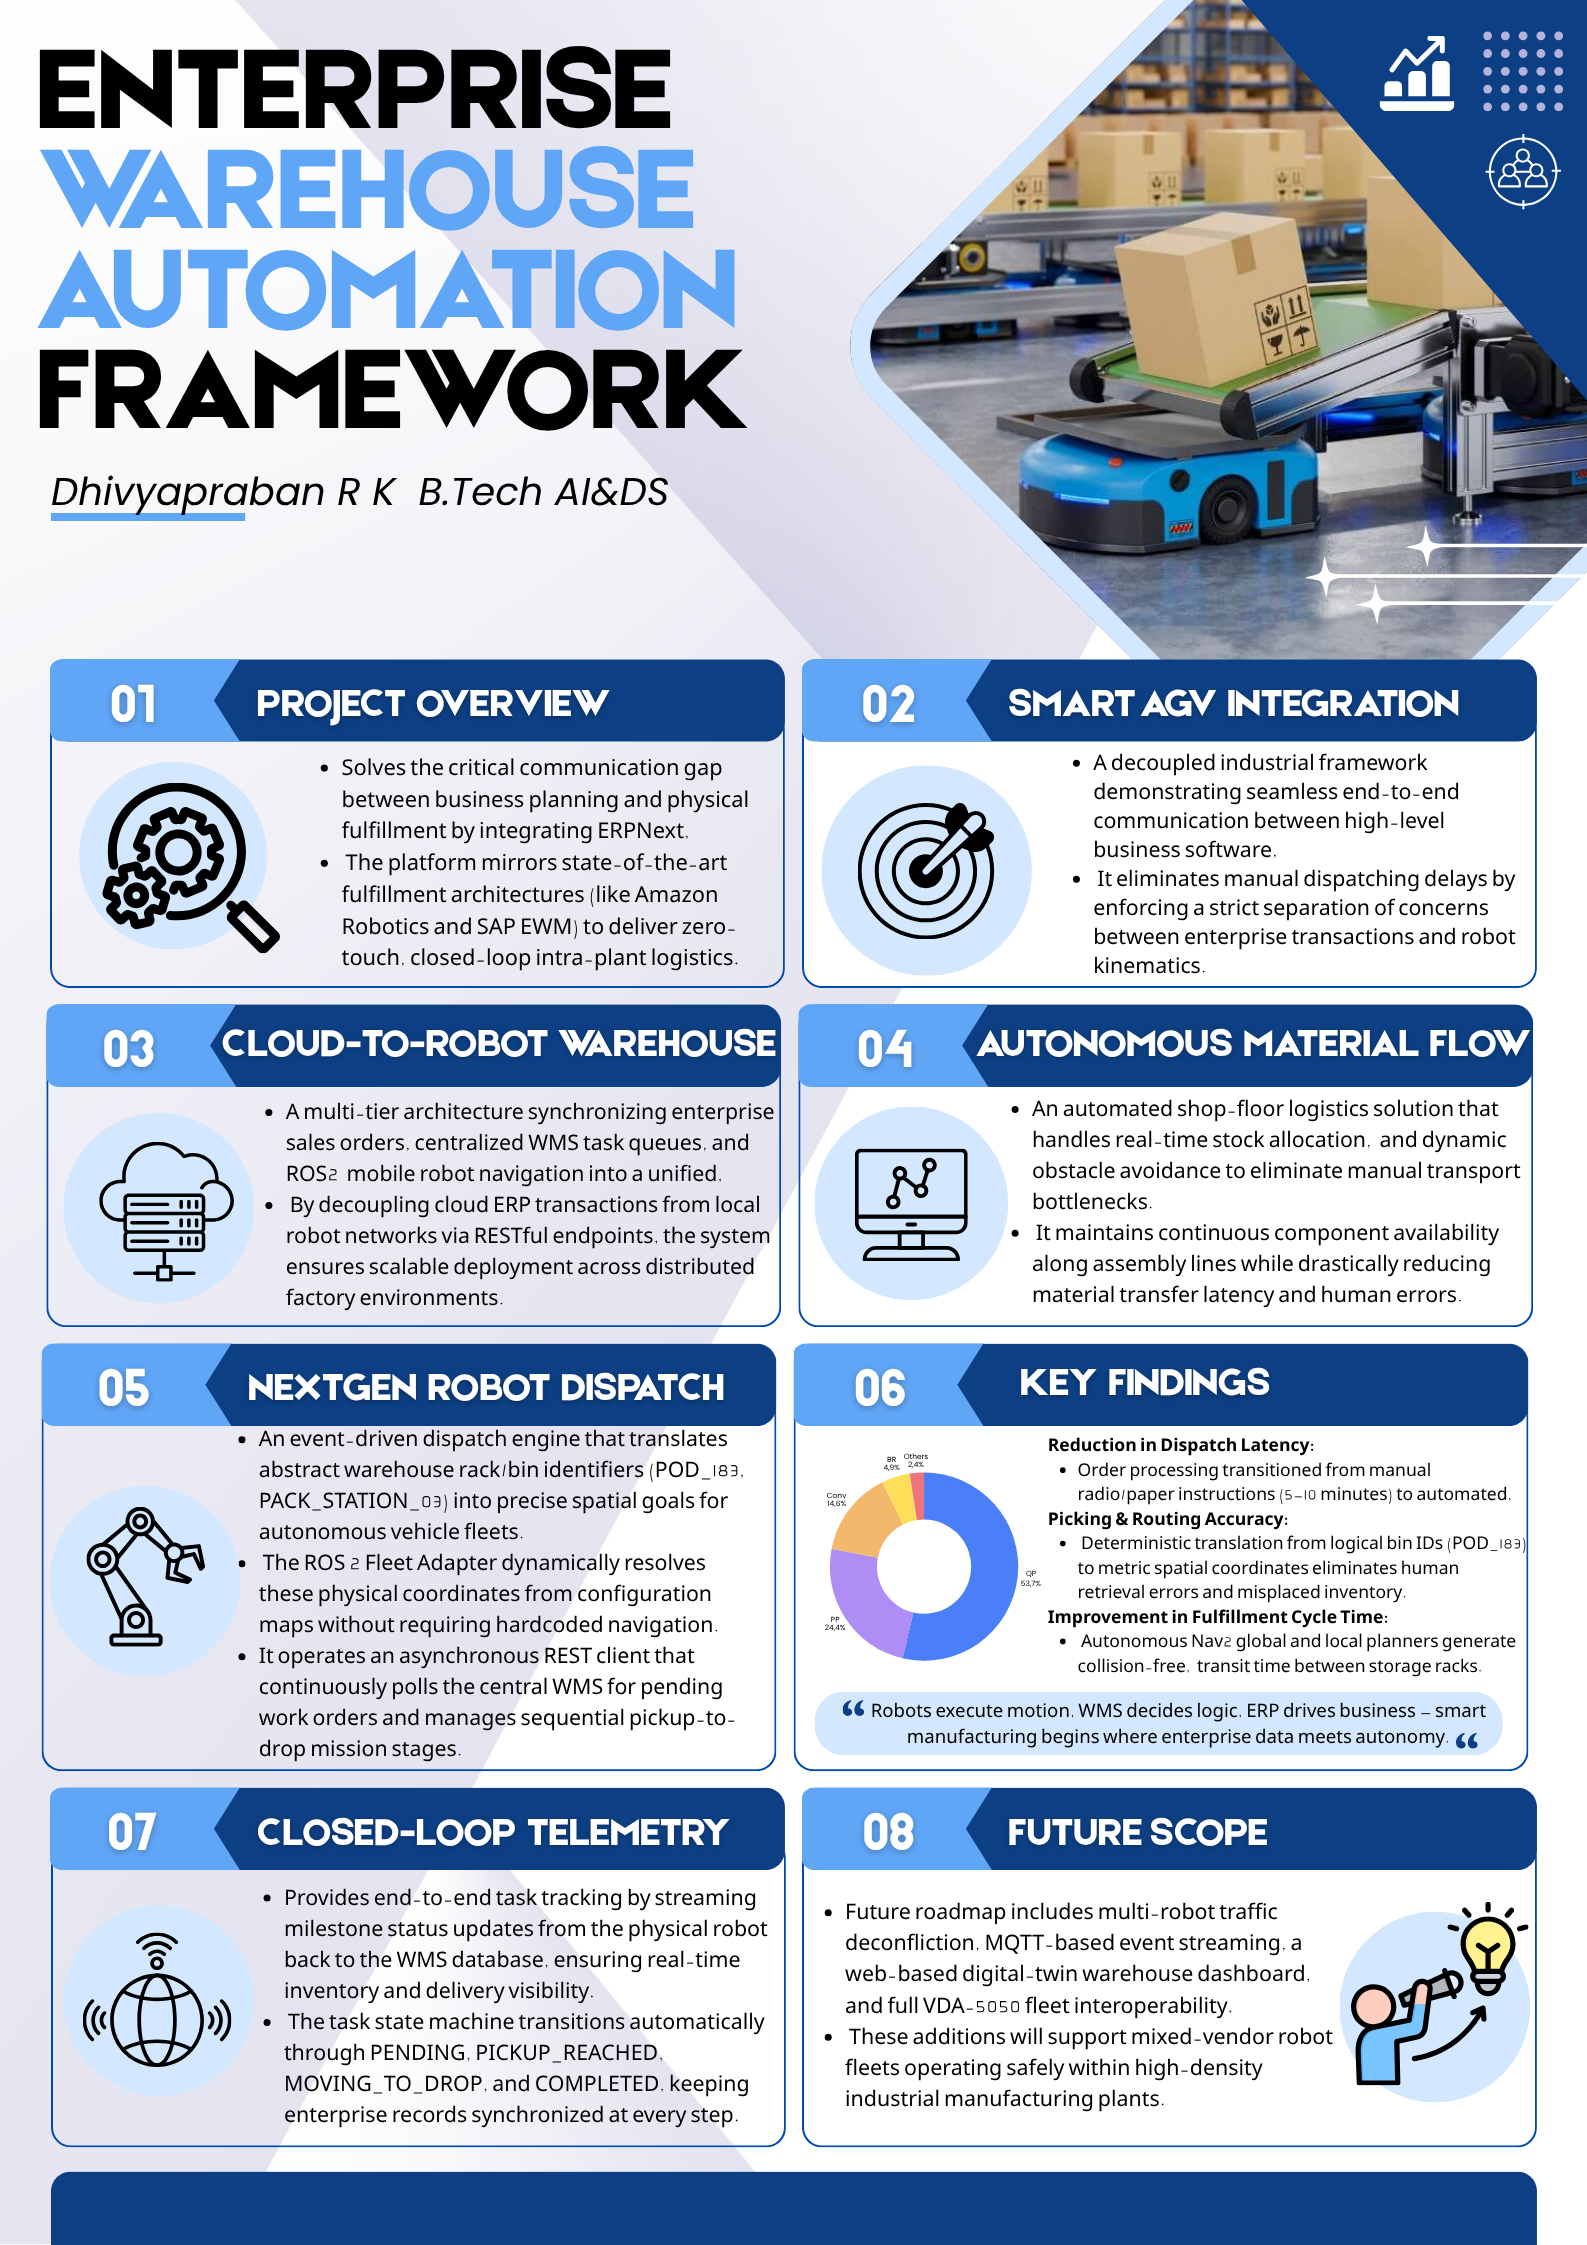 ENTERPRISE
WAREHOUSE
AUTOMATION
FRAMEWORK
Dhivyapraban R K B.Tech AI&DS
01
PROJECT OVERVIEW
• Solves the critical communication gap
between business planning and physical
fulfillment by integrating ERPNext,
• The platform mirrors state-of-the-art
fulfillment architectures (like Amazon
Robotics and SAP EWM) to deliver zero-
touch, closed-loop intra-plant logistics.
02
SMART AGV INTEGRATION
• A decoupled industrial framework
demonstrating seamless end-to-end
communication between high-level
business software,
• It eliminates manual dispatching delays by
enforcing a strict separation of concerns
between enterprise transactions and robot
kinematics.
03
CLOUD-TO-ROBOT WAREHOUSE
• A multi-tier architecture synchronizing enterprise
sales orders, centralized WMS task queues, and
ROS2 mobile robot navigation into a unified,
• By decoupling cloud ERP transactions from local
robot networks via RESTful endpoints, the system
ensures scalable deployment across distributed
factory environments.
04
AUTONOMOUS MATERIAL FLOW
• An automated shop-floor logistics solution that
handles real-time stock allocation, and dynamic
obstacle avoidance to eliminate manual transport
bottlenecks.
• It maintains continuous component availability
along assembly lines while drastically reducing
material transfer latency and human errors.
05
NEXTGEN ROBOT DISPATCH
• An event-driven dispatch engine that translates
abstract warehouse rack/bin identifiers (POD_183,
PACK_STATION_03) into precise spatial goals for
autonomous vehicle fleets.
• The ROS 2 Fleet Adapter dynamically resolves
these physical coordinates from configuration
maps without requiring hardcoded navigation.
• It operates an asynchronous REST client that
continuously polls the central WMS for pending
work orders and manages sequential pickup-to-
drop mission stages.
06
KEY FINDINGS
BR
4,9%
Others
2,4%
Conv
14,6%
QP
53,7%
PP
24,4%
Reduction in Dispatch Latency:
• Order processing transitioned from manual
radio/paper instructions (5-10 minutes) to automated,
Picking & Routing Accuracy:
• Deterministic translation from logical bin IDs (POD_183)
to metric spatial coordinates eliminates human
retrieval errors and misplaced inventory.
Improvement in Fulfillment Cycle Time:
• Autonomous Nav2 global and local planners generate
collision-free, transit time between storage racks.
“ Robots execute motion, WMS decides logic, ERP drives business – smart
manufacturing begins where enterprise data meets autonomy. “
07
CLOSED-LOOP TELEMETRY
• Provides end-to-end task tracking by streaming
milestone status updates from the physical robot
back to the WMS database, ensuring real-time
inventory and delivery visibility.
• The task state machine transitions automatically
through PENDING, PICKUP_REACHED,
MOVING_TO_DROP, and COMPLETED, keeping
enterprise records synchronized at every step.
08
FUTURE SCOPE
• Future roadmap includes multi-robot traffic
deconfliction, MQTT-based event streaming, a
web-based digital-twin warehouse dashboard,
and full VDA-5050 fleet interoperability.
• These additions will support mixed-vendor robot
fleets operating safely within high-density
industrial manufacturing plants.